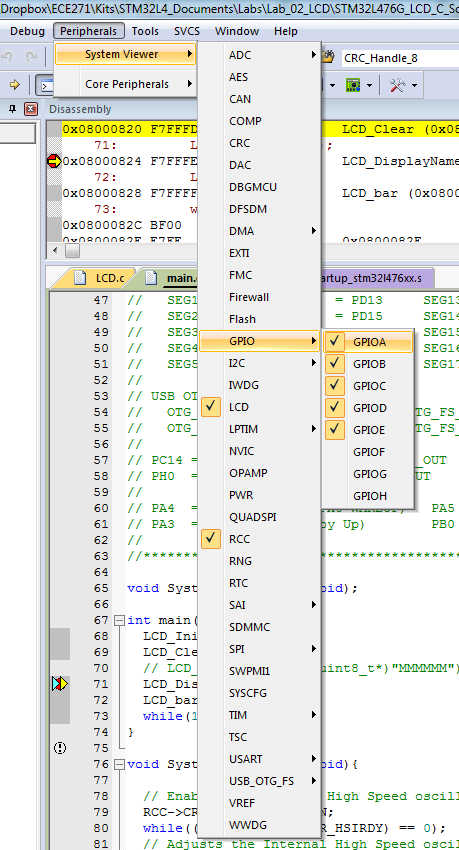 Dropbox\ECE271\Kits\STM32L4_Documents\Labs\Lab_02_LCD\STM32L476G_LCD_C_So
Debug Peripherals Tools SVCS Window Help
System Viewer
Core Peripherals
CRC_Handle_8
Disassembly
0x08000820 F7FFFD LCD_Clear (0x0
71: L );
0x08000824 F7FFFE LCD_DisplayName
72: L
0x08000828 F7FFFF LCD_bar (0x0800
73: w
0x0800082C BF00
0x0800082E E7FE 0x0800082E
LCD.c main. artup_stm32l476xx.s
ADC
AES
CAN
COMP
CRC
DAC
DBGMCU
DFSDM
DMA
EXTI
FMC
Firewall
Flash
GPIO
I2C
IWDG
LCD
LPTIM
NVIC
OPAMP
PWR
QUADSPI
RCC
RNG
RTC
SAI
SDMMC
SPI
SWPMI1
SYSCFG
TIM
TSC
USART
USB_OTG_FS
VREF
WWDG
GPIOA
GPIOB
GPIOC
GPIOD
GPIOE
GPIOF
GPIOG
GPIOH
47 // SEG1 = PD13 SEG13
48 // SEG2 = PD15 SEG14
49 // SEG3 SEG15
50 // SEG4 SEG16
51 // SEG5 SEG17
52 //
53 // USB OT
54 // OTG_ TG_FS_
55 // OTG_ TG_FS_
56 //
57 // PC14 = _OUT
58 // PH0 = OUT
59 //
60 // PA4 = PA5
61 // PA3 = by Up) PB0
62 //
63 //***
64
65 void Syst oid);
66
67 int main(
68 LCD_Ini
69 LCD_Cle
70 // LCD_ uint8_t*)"MMMMMM")
71 LCD_Dis
72 LCD_bar
73 while(1
74 }
75
76 void Syst oid){
77
78 // Enab High Speed oscill
79 RCC->CR N;
80 while(( R_HSIRDY) == 0);
81 // Adjusts the Internal High Speed oscill